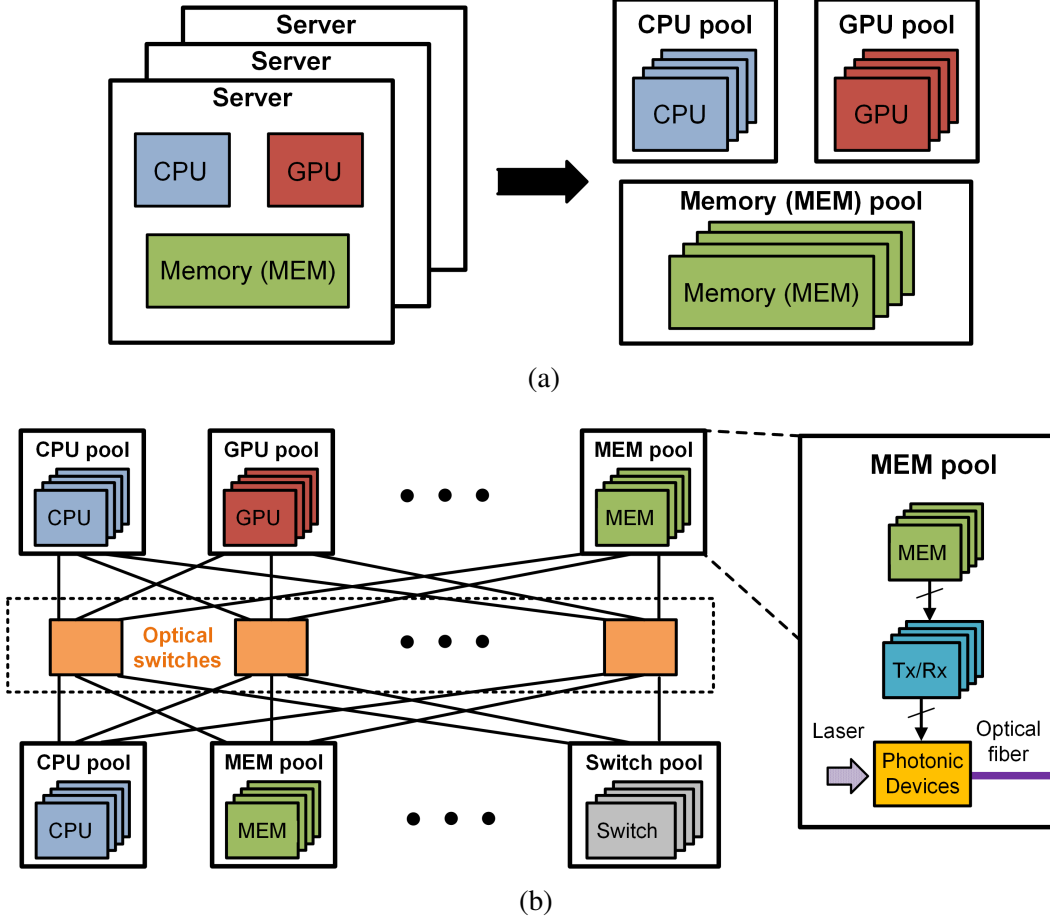 Server
Server
Server
CPU
GPU
Memory (MEM)
CPU pool
CPU
GPU pool
GPU
Memory (MEM) pool
Memory (MEM)
(a)
CPU pool
CPU
GPU pool
GPU
MEM pool
MEM
Optical
switches
CPU pool
CPU
MEM pool
MEM
Switch pool
Switch
MEM pool
MEM
Tx/Rx
Laser
Photonic
Devices
Optical
fiber
(b)